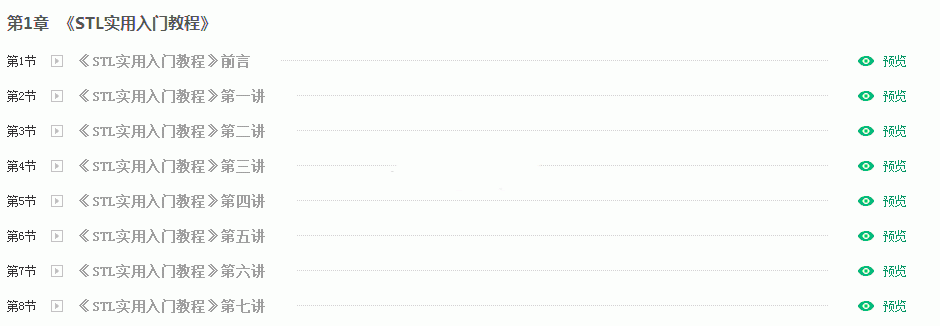 第1章 《STL实用入门教程》
第1节 《STL实用入门教程》前言 预览
第2节 《STL实用入门教程》第一讲 预览
第3节 《STL实用入门教程》第二讲 预览
第4节 《STL实用入门教程》第三讲 预览
第5节 《STL实用入门教程》第四讲 预览
第6节 《STL实用入门教程》第五讲 预览
第7节 《STL实用入门教程》第六讲 预览
第8节 《STL实用入门教程》第七讲 预览